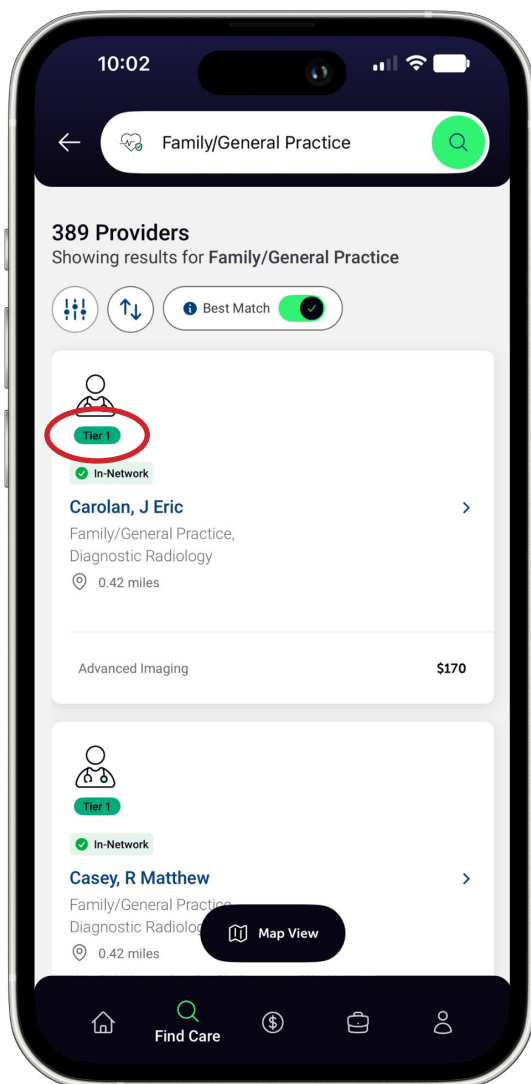 10:02
Family/General Practice
389 Providers
Showing results for Family/General Practice
Best Match
Tier 1
In-Network
Carolan, J Eric
Family/General Practice,
Diagnostic Radiology
0.42 miles
Advanced Imaging $170
Tier 1
In-Network
Casey, R Matthew
Family/General Practice
Diagnostic Radiolog
Map View
0.42 miles
Find Care